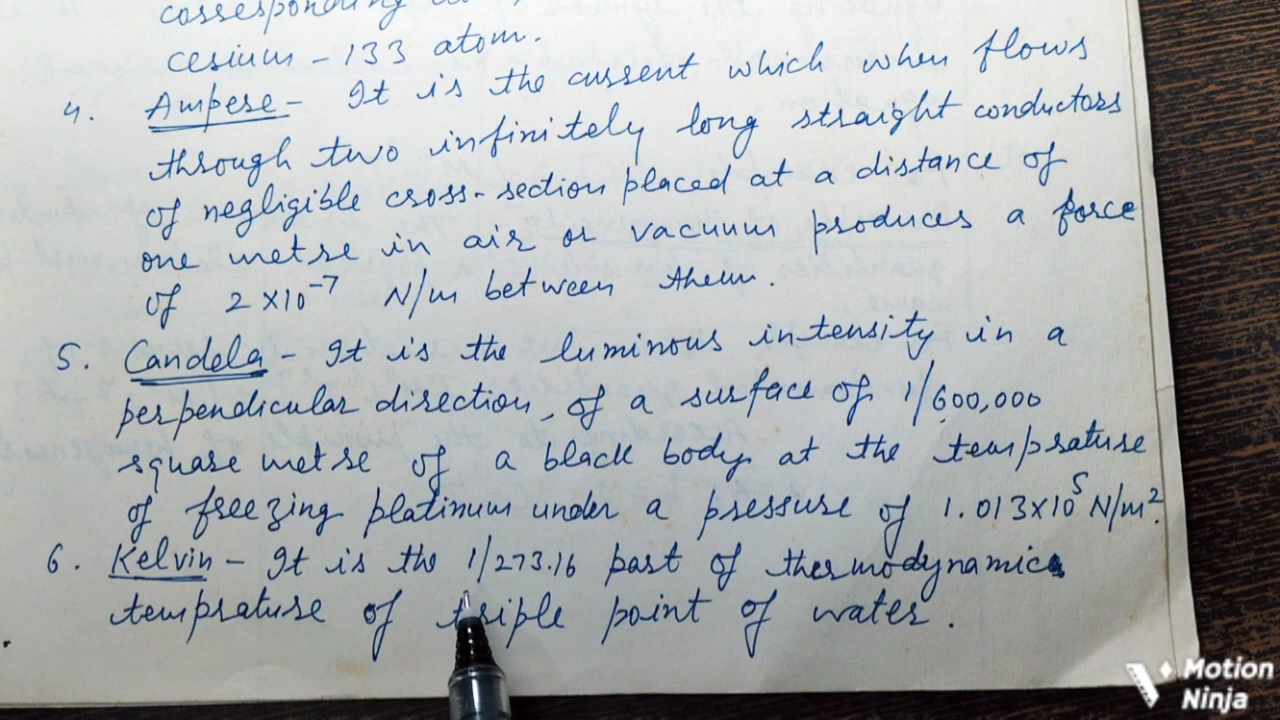 corresponding
cesium - 133 atom.
4. Ampere - It is the current which when flows
through two infinitely long straight conductors
of negligible cross-section placed at a distance of
one metre in air or vacuum produces a force
of 2 × 10⁻⁷ N/m between them.
5. Candela - It is the luminous intensity in a
perpendicular direction, of a surface of 1/600,000
square metre of a black body at the temprature
of freezing platinum under a pressure of 1.013×10⁵ N/m².
6. Kelvin - It is the 1/273.16 part of thermodynamics
temprature of triple point of water.
Motion
Ninja